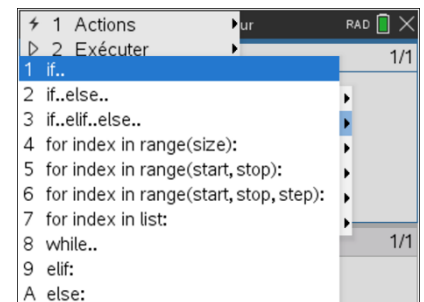 1 Actions ur RAD
2 Exécuter 1/1
1 if..
2 if..else..
3 if..elif..else..
4 for index in range(size):
5 for index in range(start,stop):
6 for index in range(start,stop,step):
7 for index in list:
8 while.. 1/1
9 elif:
A else: